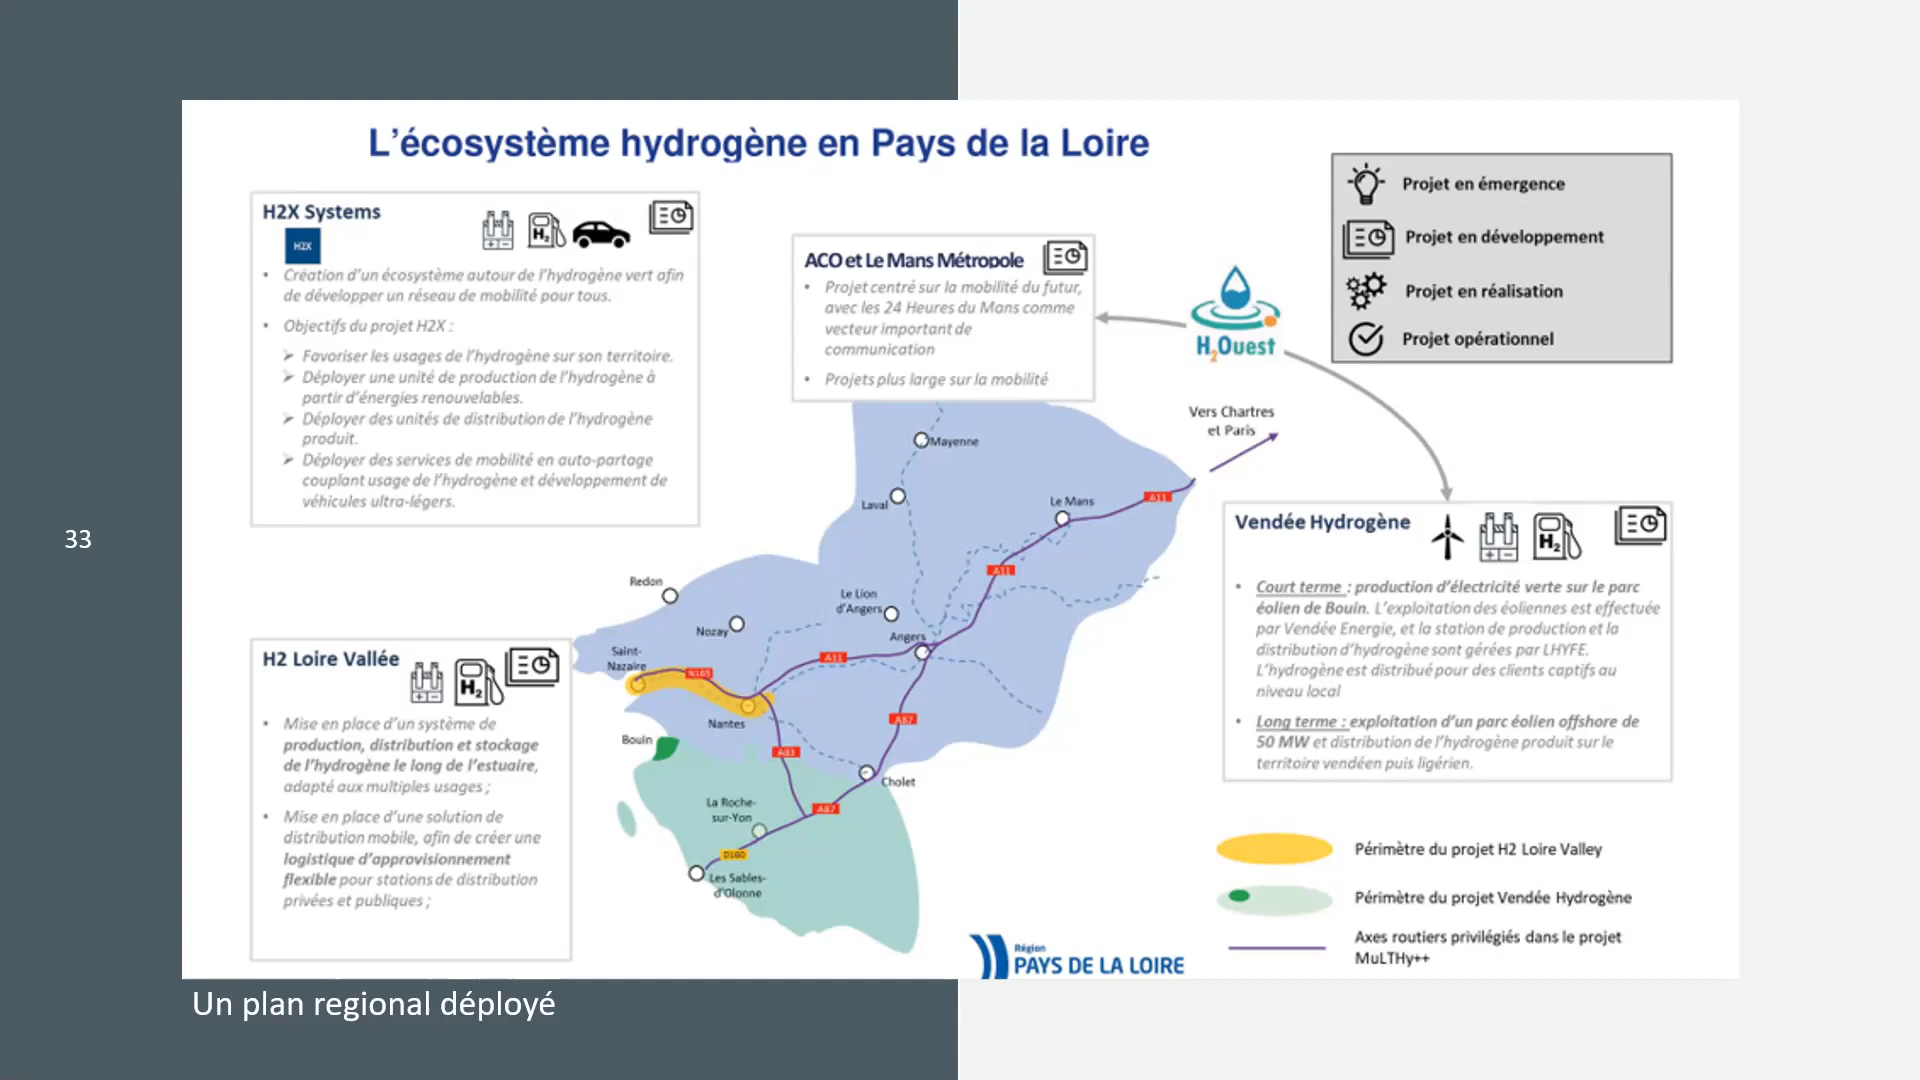 L'écosystème hydrogène en Pays de la Loire
H2X Systems
H2X
H2
• Création d'un écosystème autour de l'hydrogène vert afin
de développer un réseau de mobilité pour tous.
• Objectifs du projet H2X :
➢ Favoriser les usages de l'hydrogène sur son territoire.
➢ Déployer une unité de production de l'hydrogène à
partir d'énergies renouvelables.
➢ Déployer des unités de distribution de l'hydrogène
produit.
➢ Déployer des services de mobilité en auto-partage
couplant usage de l'hydrogène et développement de
véhicules ultra-légers.
ACO et Le Mans Métropole
• Projet centré sur la mobilité du futur,
avec les 24 Heures du Mans comme
vecteur important de
communication
• Projets plus large sur la mobilité
H2Ouest
Projet en émergence
Projet en développement
Projet en réalisation
Projet opérationnel
Vers Chartres
et Paris
Mayenne
Laval
Le Mans
A11
A11
Redon
Nozay
Le Lion
d'Angers
Angers
Saint-
Nazaire
N165
A11
Nantes
A87
Bouin
A83
Cholet
La Roche-
sur-Yon
A87
D160
Les Sables-
d'Olonne
33
H2 Loire Vallée
H2
• Mise en place d'un système de
production, distribution et stockage
de l'hydrogène le long de l'estuaire,
adapté aux multiples usages ;
• Mise en place d'une solution de
distribution mobile, afin de créer une
logistique d'approvisionnement
flexible pour stations de distribution
privées et publiques ;
Vendée Hydrogène
H2
• Court terme : production d'électricité verte sur le parc
éolien de Bouin. L'exploitation des éoliennes est effectuée
par Vendée Energie, et la station de production et la
distribution d'hydrogène sont gérées par LHYFE.
L'hydrogène est distribué pour des clients captifs au
niveau local
• Long terme : exploitation d'un parc éolien offshore de
50 MW et distribution de l'hydrogène produit sur le
territoire vendéen puis ligérien.
Périmètre du projet H2 Loire Valley
Périmètre du projet Vendée Hydrogène
Axes routiers privilégiés dans le projet
MuLTHy++
Région
PAYS DE LA LOIRE
Un plan regional déployé